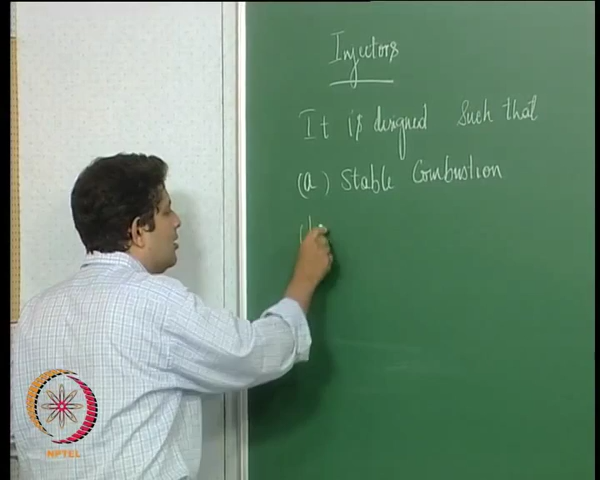 Injectors
It is designed such that
(a) Stable Combustion
(b
NPTEL